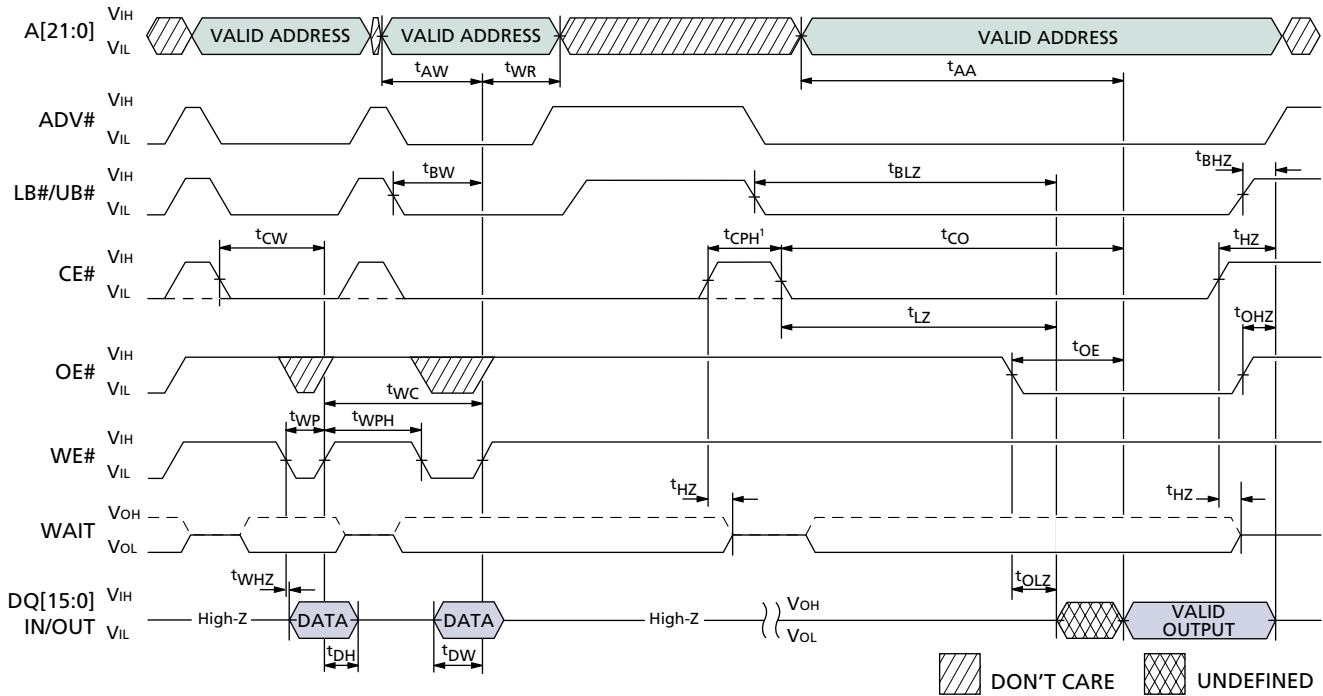 A[21:0] VIH VIL VALID ADDRESS VALID ADDRESS VALID ADDRESS
tAW tWR tAA
ADV# VIH VIL
LB#/UB# VIH VIL tBW tBLZ tBHZ
CE# VIH VIL tCW tCPH¹ tCO tHZ
tLZ
OE# VIH VIL tOE tOHZ
tWC
WE# VIH VIL tWP tWPH
WAIT VOH VOL tHZ tHZ
tWHZ tOLZ
DQ[15:0] IN/OUT VIH VIL High-Z DATA DATA High-Z VOH VOL VALID OUTPUT
tDH tDW
DON'T CARE UNDEFINED